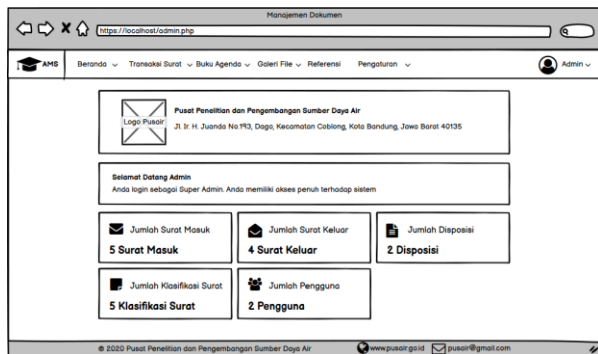 Manajemen Dokumen
https://localhost/admin.php
AMS
Beranda
Transaksi Surat
Buku Agenda
Galeri File
Referensi
Pengaturan
Admin
Logo Pusair
Pusat Penelitian dan Pengembangan Sumber Daya Air
Jl. Ir. H. Juanda No.193, Dago, Kecamatan Coblong, Kota Bandung, Jawa Barat 40135
Selamat Datang Admin
Anda login sebagai Super Admin. Anda memiliki akses penuh terhadap sistem
Jumlah Surat Masuk
5 Surat Masuk
Jumlah Surat Keluar
4 Surat Keluar
Jumlah Disposisi
2 Disposisi
Jumlah Klasifikasi Surat
5 Klasifikasi Surat
Jumlah Pengguna
2 Pengguna
© 2020 Pusat Penelitian dan Pengembangan Sumber Daya Air
www.pusair.go.id
pusair@gmail.com